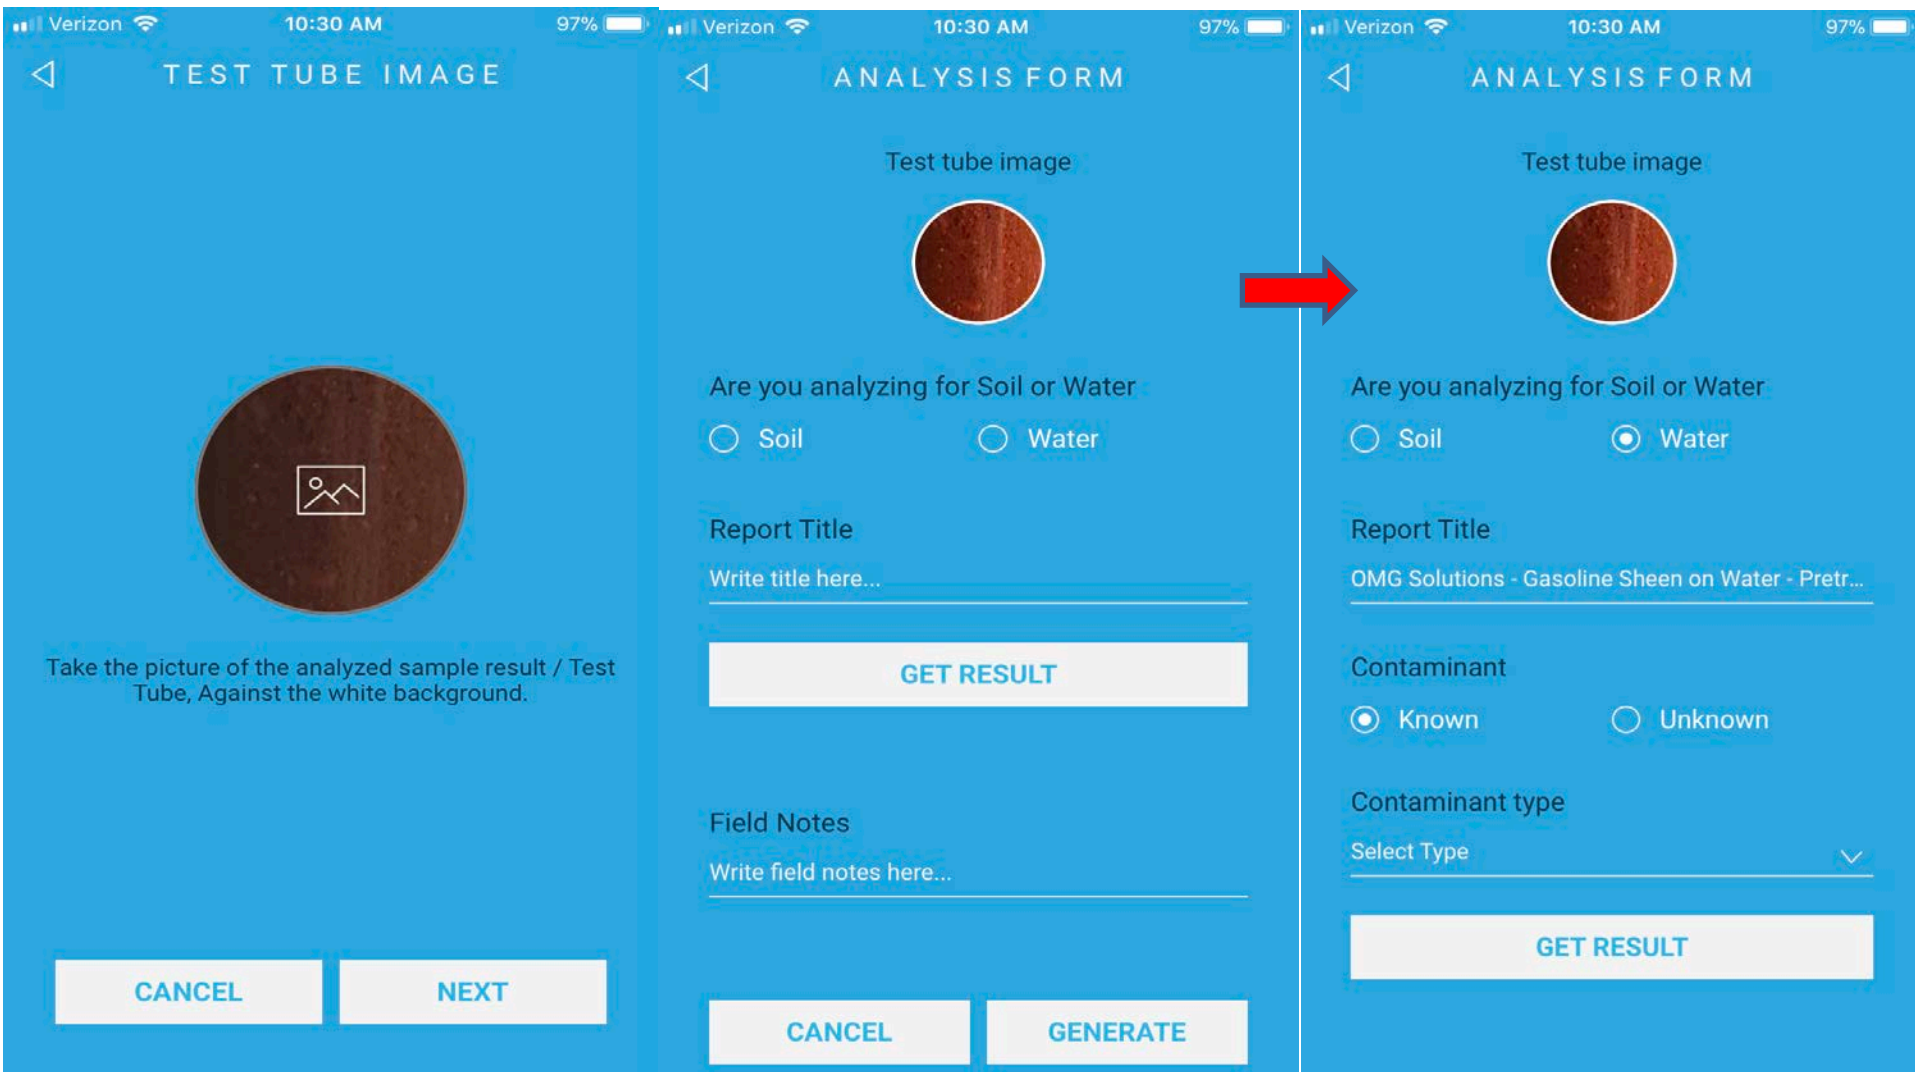 Verizon 10:30 AM 97%
TEST TUBE IMAGE
Take the picture of the analyzed sample result / Test
Tube, Against the white background.
CANCEL NEXT
Verizon 10:30 AM 97%
ANALYSIS FORM
Test tube image
Are you analyzing for Soil or Water
Soil Water
Report Title
Write title here...
GET RESULT
Field Notes
Write field notes here...
CANCEL GENERATE
Verizon 10:30 AM 97%
ANALYSIS FORM
Test tube image
Are you analyzing for Soil or Water
Soil Water
Report Title
OMG Solutions - Gasoline Sheen on Water - Pretr...
Contaminant
Known Unknown
Contaminant type
Select Type
GET RESULT